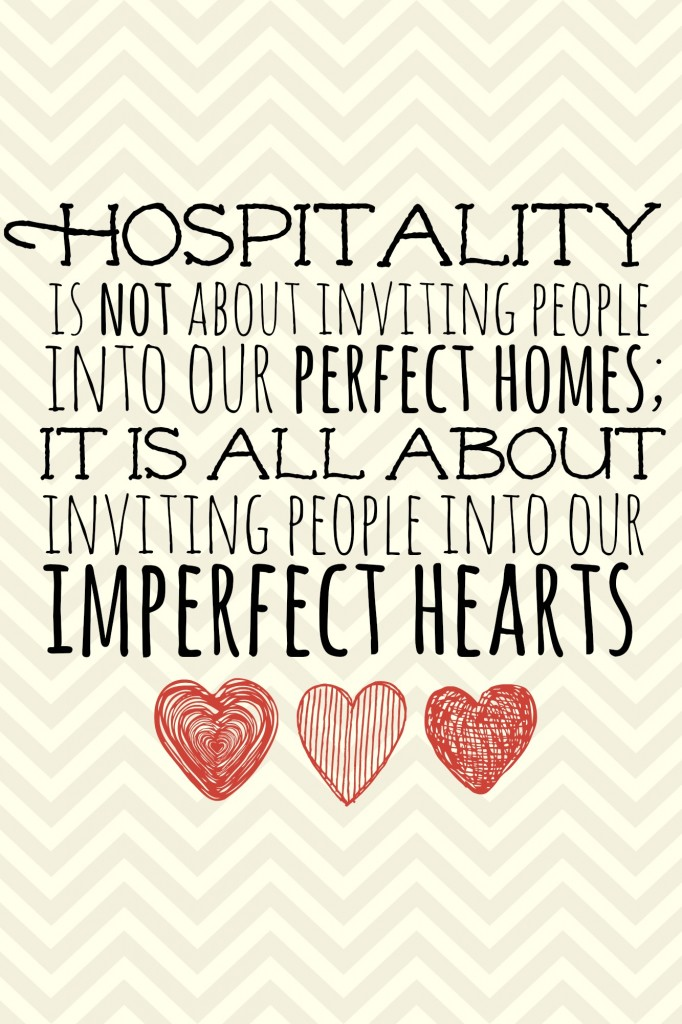 HOSPITALITY
IS NOT ABOUT INVITING PEOPLE
INTO OUR PERFECT HOMES;
IT IS ALL ABOUT
INVITING PEOPLE INTO OUR
IMPERFECT HEARTS